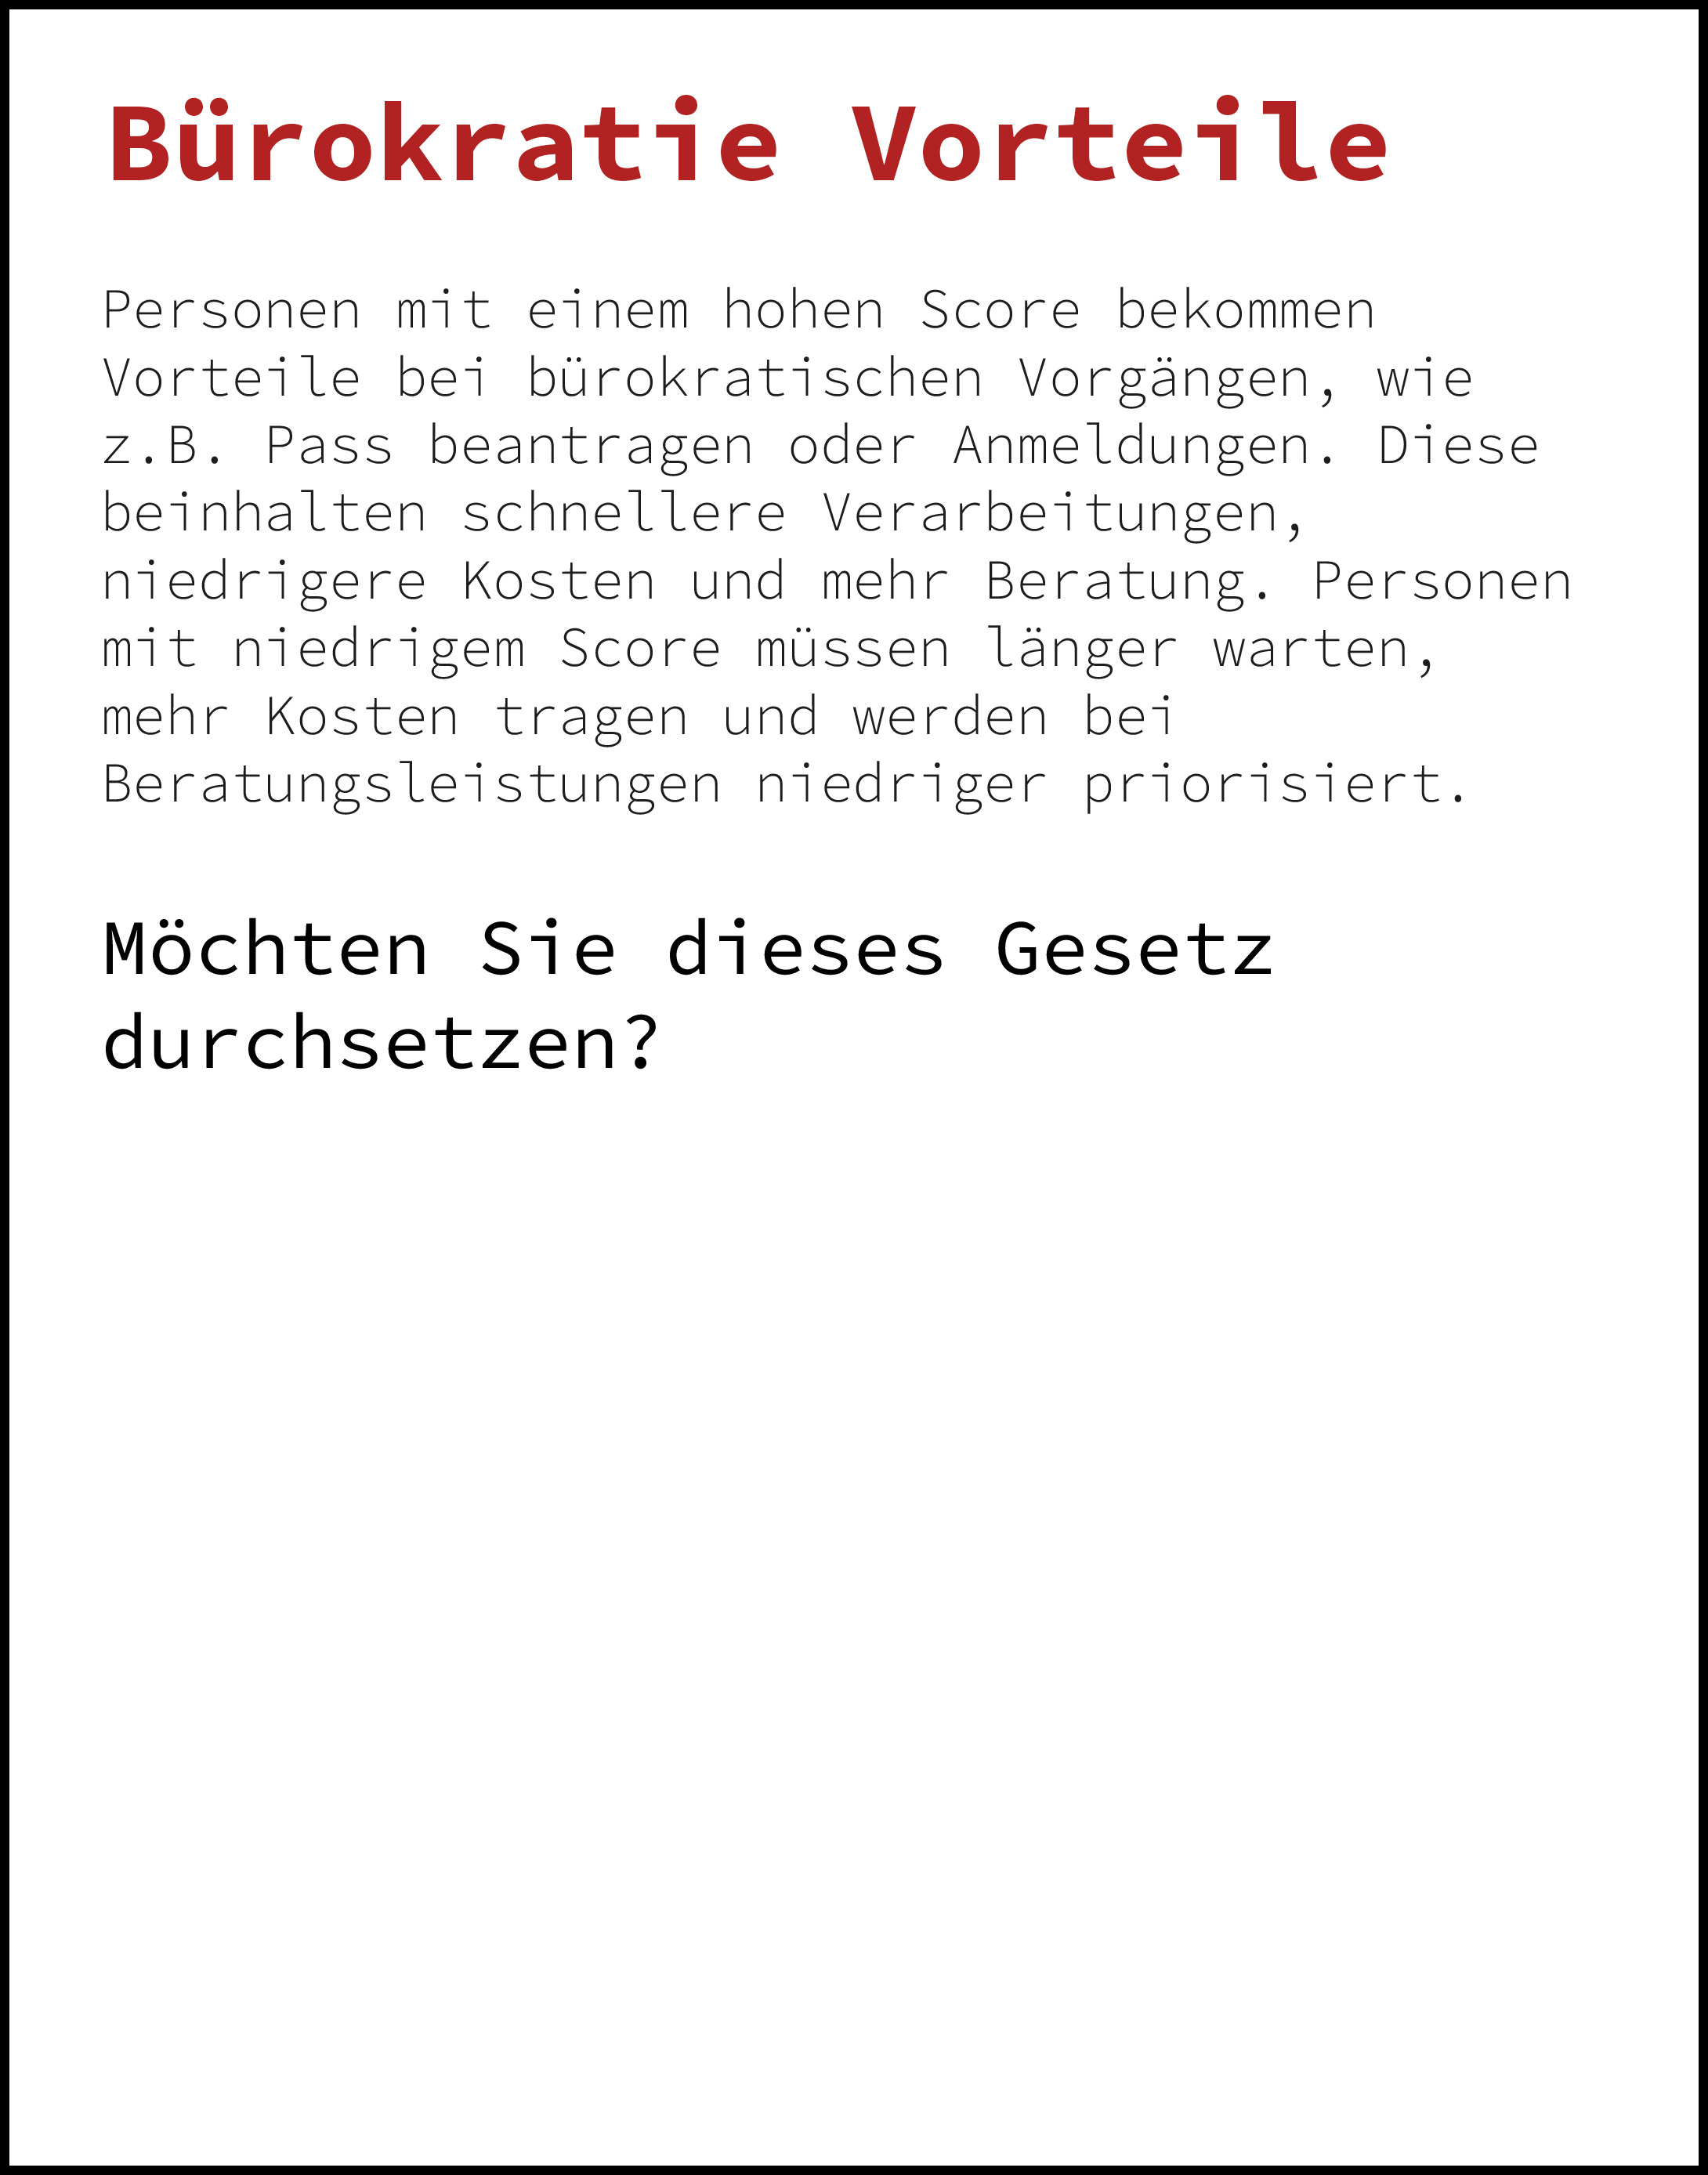 Bürokratie Vorteile
Personen mit einem hohen Score bekommen
Vorteile bei bürokratischen Vorgängen, wie
z.B. Pass beantragen oder Anmeldungen. Diese
beinhalten schnellere Verarbeitungen,
niedrigere Kosten und mehr Beratung. Personen
mit niedrigem Score müssen länger warten,
mehr Kosten tragen und werden bei
Beratungsleistungen niedriger priorisiert.
Möchten Sie dieses Gesetz
durchsetzen?